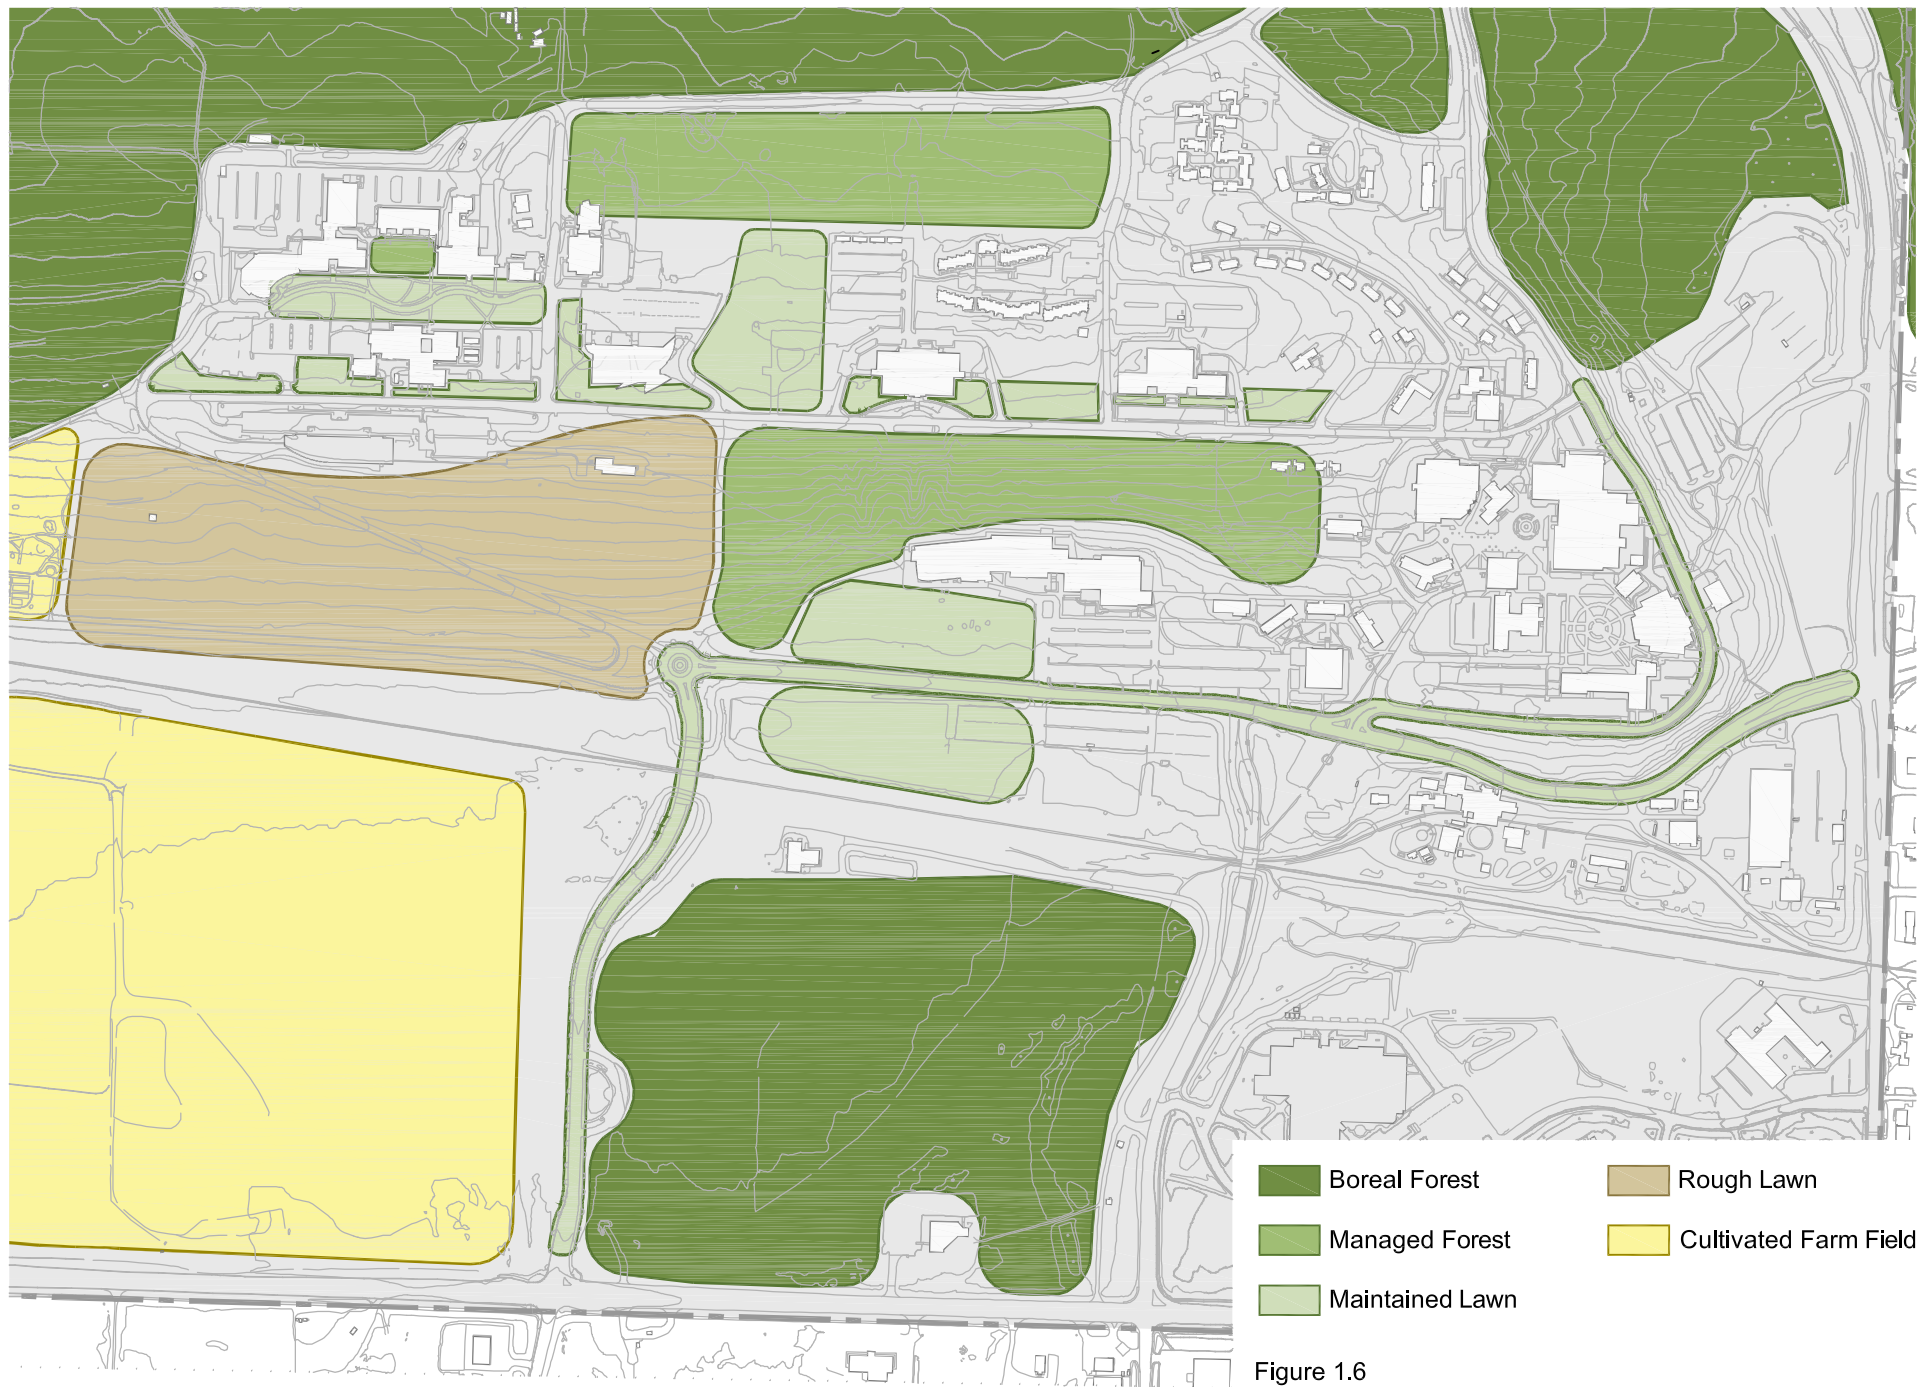 Boreal Forest
Managed Forest
Maintained Lawn
Rough Lawn
Cultivated Farm Field
Figure 1.6